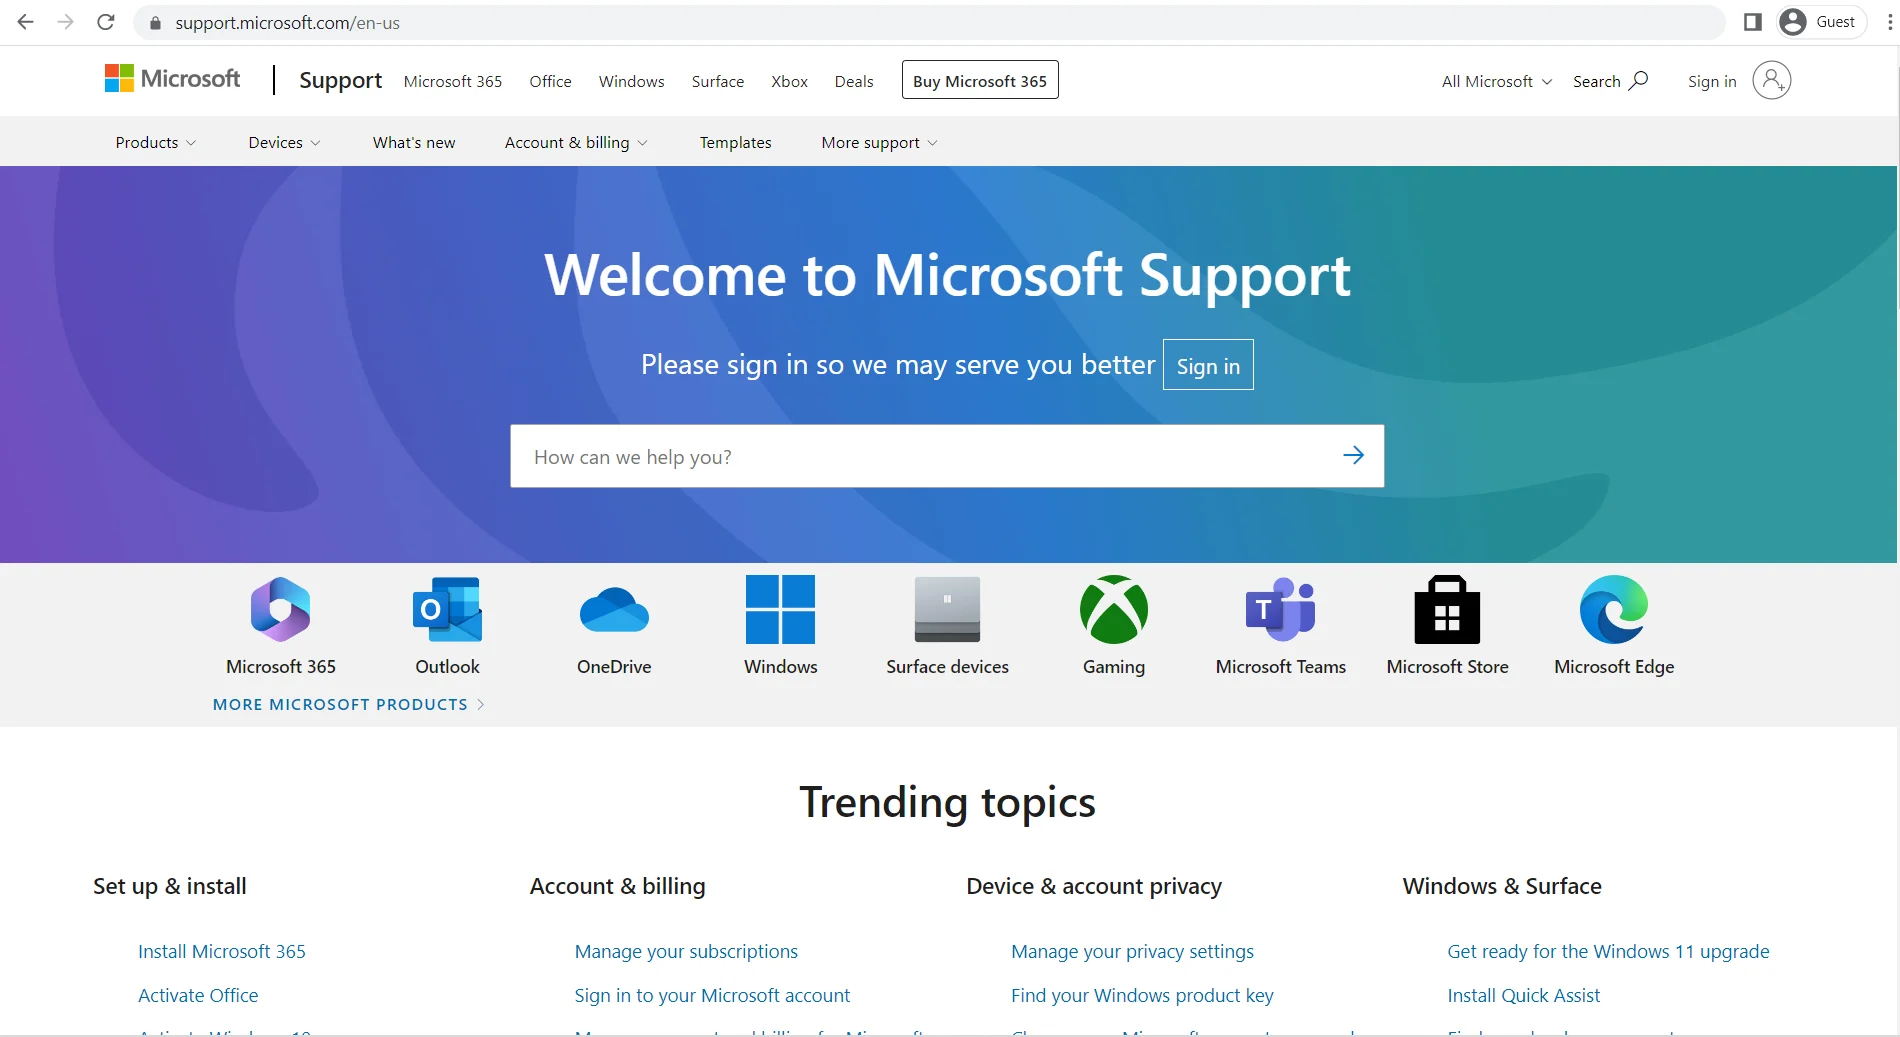 support.microsoft.com/en-us
Guest
Microsoft
Support
Microsoft 365
Office
Windows
Surface
Xbox
Deals
Buy Microsoft 365
All Microsoft
Search
Sign in
Products
Devices
What's new
Account & billing
Templates
More support
Welcome to Microsoft Support
Please sign in so we may serve you better
Sign in
How can we help you?
Microsoft 365
Outlook
OneDrive
Windows
Surface devices
Gaming
Microsoft Teams
Microsoft Store
Microsoft Edge
MORE MICROSOFT PRODUCTS
Trending topics
Set up & install
Install Microsoft 365
Activate Office
Account & billing
Manage your subscriptions
Sign in to your Microsoft account
Device & account privacy
Manage your privacy settings
Find your Windows product key
Windows & Surface
Get ready for the Windows 11 upgrade
Install Quick Assist